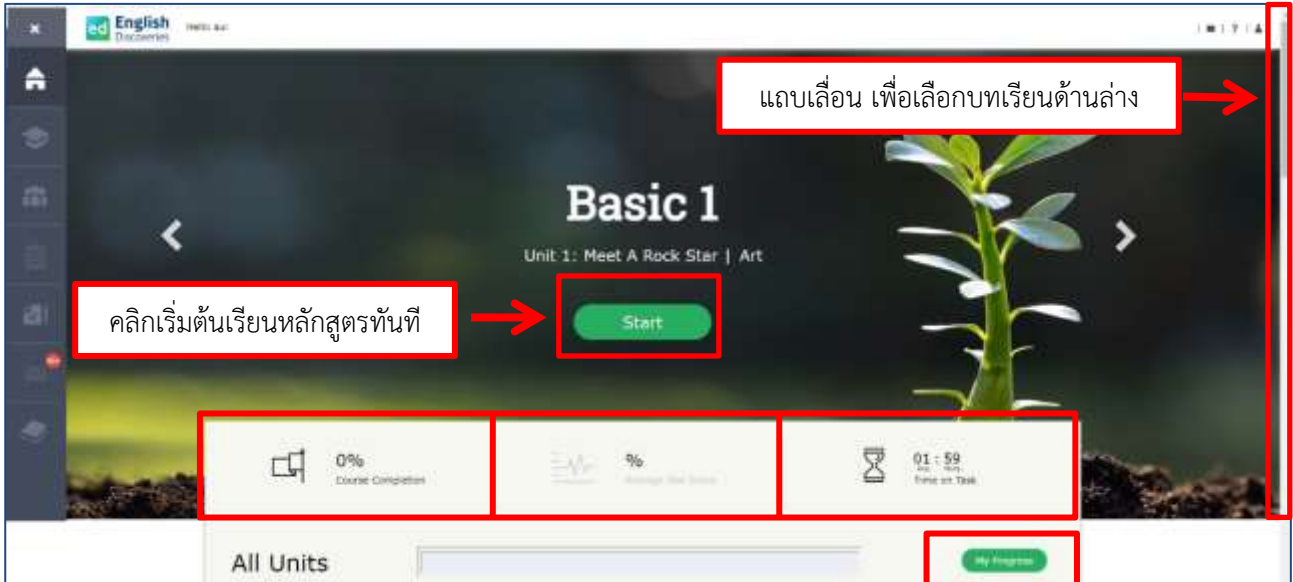 ed English Discoveries
แถบเลื่อน เพื่อเลือกบทเรียนด้านล่าง
Basic 1
Unit 1: Meet A Rock Star | Art
คลิกเริ่มต้นเรียนหลักสูตรทันที
Start
0%
Course Completion
%
01 : 59
Time on Task
All Units
My Progress